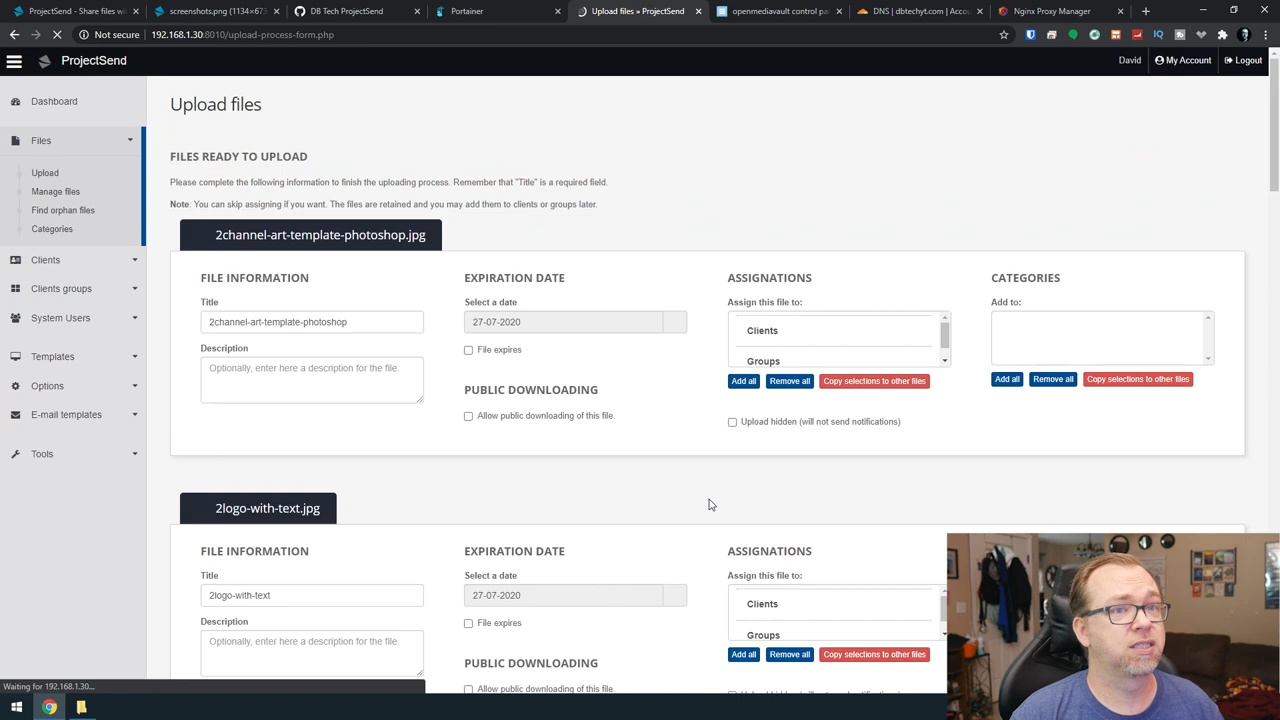 ProjectSend - Share files wi
screenshots.png (1134×673
DB Tech ProjectSend
Portainer
Upload files » ProjectSend
openmediavault control pa
DNS | dbtechyt.com | Acco
Nginx Proxy Manager
Not secure 192.168.1.30:8010/upload-process-form.php
ProjectSend
David
My Account
Logout
Dashboard
Files
Upload
Manage files
Find orphan files
Categories
Clients
Clients groups
System Users
Templates
Options
E-mail templates
Tools
Upload files
FILES READY TO UPLOAD
Please complete the following information to finish the uploading process. Remember that "Title" is a required field.
Note: You can skip assigning if you want. The files are retained and you may add them to clients or groups later.
2channel-art-template-photoshop.jpg
FILE INFORMATION
Title
2channel-art-template-photoshop
Description
Optionally, enter here a description for the file.
EXPIRATION DATE
Select a date
27-07-2020
File expires
PUBLIC DOWNLOADING
Allow public downloading of this file.
ASSIGNATIONS
Assign this file to:
Clients
Groups
Add all
Remove all
Copy selections to other files
Upload hidden (will not send notifications)
CATEGORIES
Add to:
Add all
Remove all
Copy selections to other files
2logo-with-text.jpg
FILE INFORMATION
Title
2logo-with-text
Description
Optionally, enter here a description for the file.
EXPIRATION DATE
Select a date
27-07-2020
File expires
PUBLIC DOWNLOADING
Allow public downloading of this file.
ASSIGNATIONS
Assign this file to:
Clients
Groups
Add all
Remove all
Copy selections to other files
Waiting for 192.168.1.30...